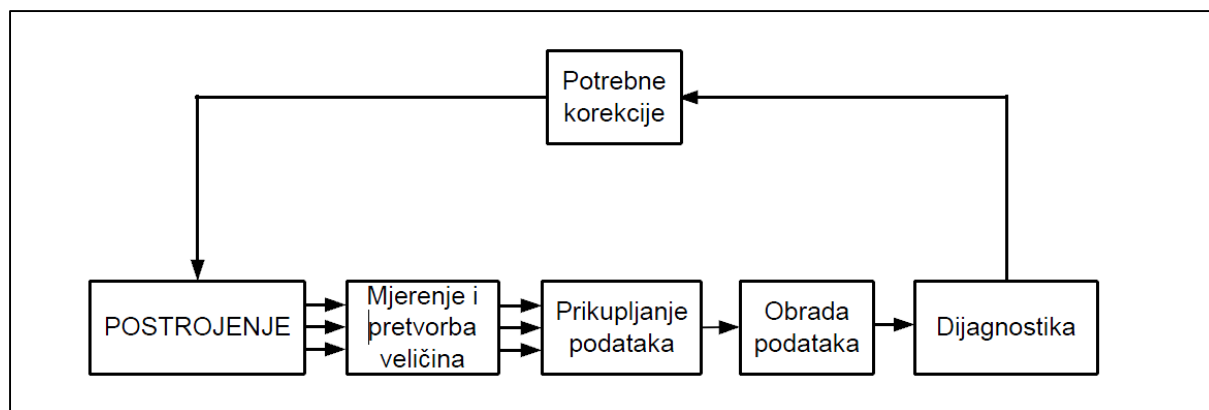 Potrebne
korekcije
POSTROJENJE
Mjerenje i
pretvorba
veličina
Prikupljanje
podataka
Obrada
podataka
Dijagnostika